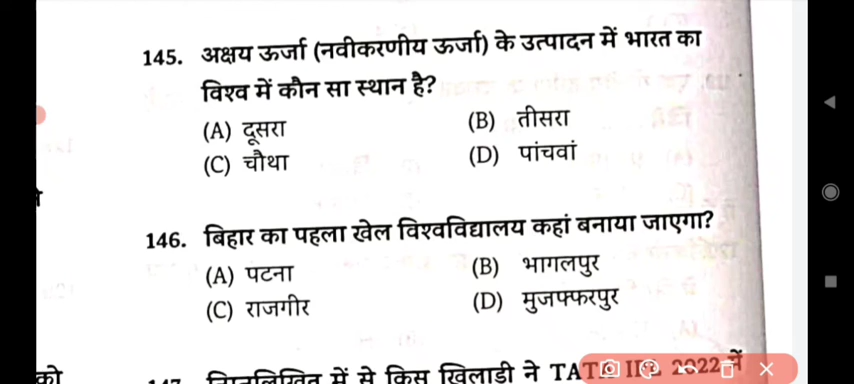 145. अक्षय ऊर्जा (नवीकरणीय ऊर्जा) के उत्पादन में भारत का
विश्व में कौन सा स्थान है?
(A) दूसरा (B) तीसरा
(C) चौथा (D) पांचवां
146. बिहार का पहला खेल विश्वविद्यालय कहां बनाया जाएगा?
(A) पटना (B) भागलपुर
(C) राजगीर (D) मुजफ्फरपुर
को
में से किस खिलाड़ी ने 2022 में